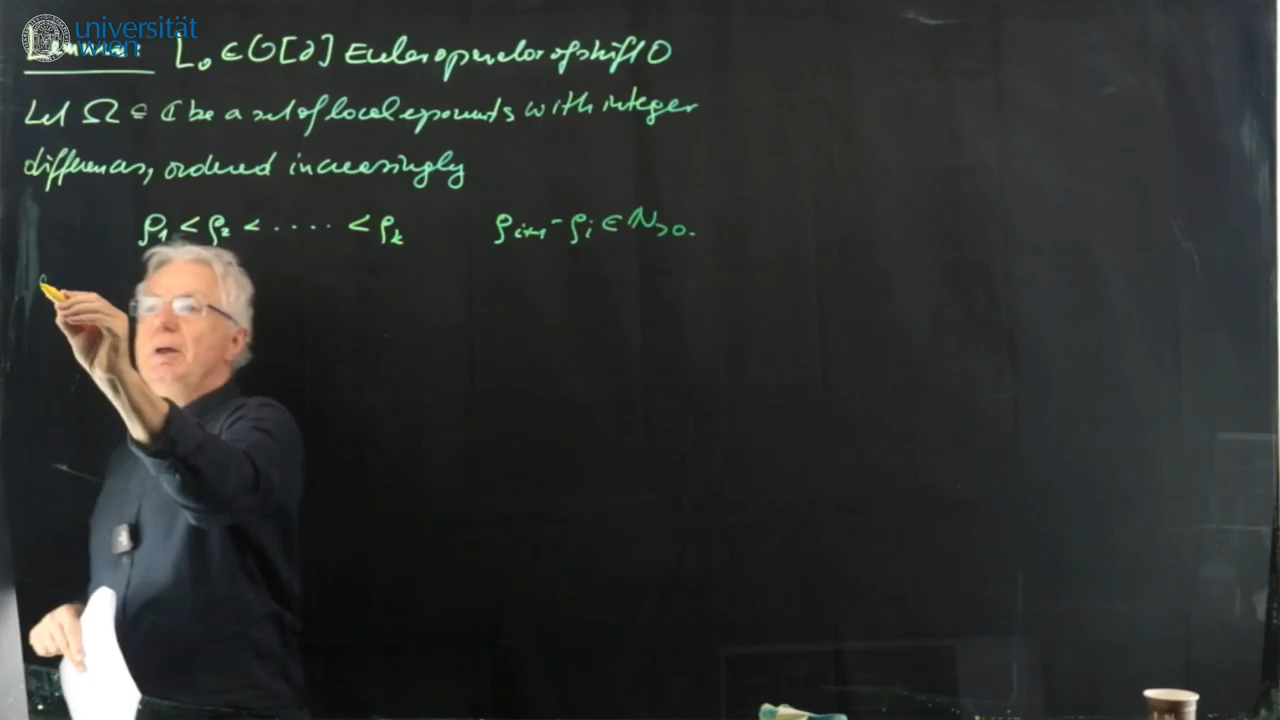 universität
wien
Lemma: L₀ ∈ O[∂] Euler operator of shift 0
Let Ω ⊆ ℂ be a set of local exponents with integer
differences, ordered increasingly
ρ₁ < ρ₂ < ..... < ρₖ ρᵢ₊₁ - ρᵢ ∈ ℕ>0.